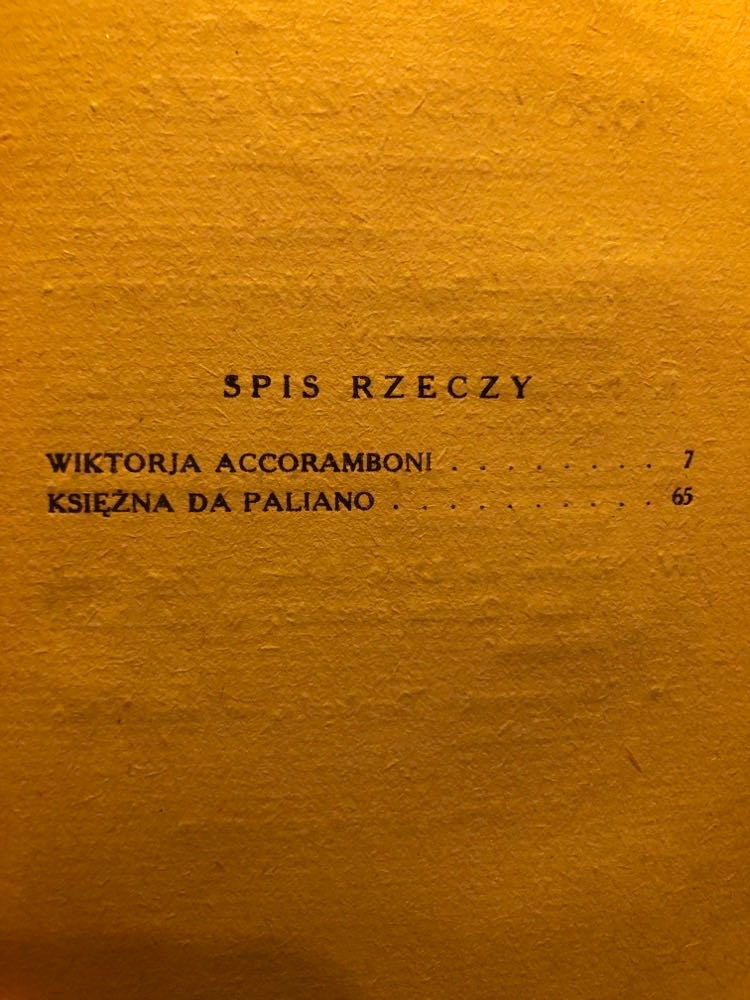 SPIS RZECZY
WIKTORJA ACCORAMBONI . . . . . . . . 7
KSIĘŻNA DA PALIANO . . . . . . . . . . 65